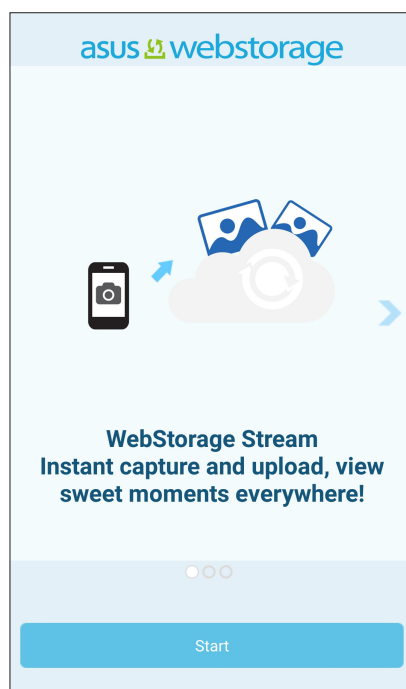 asus webstorage
WebStorage Stream
Instant capture and upload, view
sweet moments everywhere!
Start